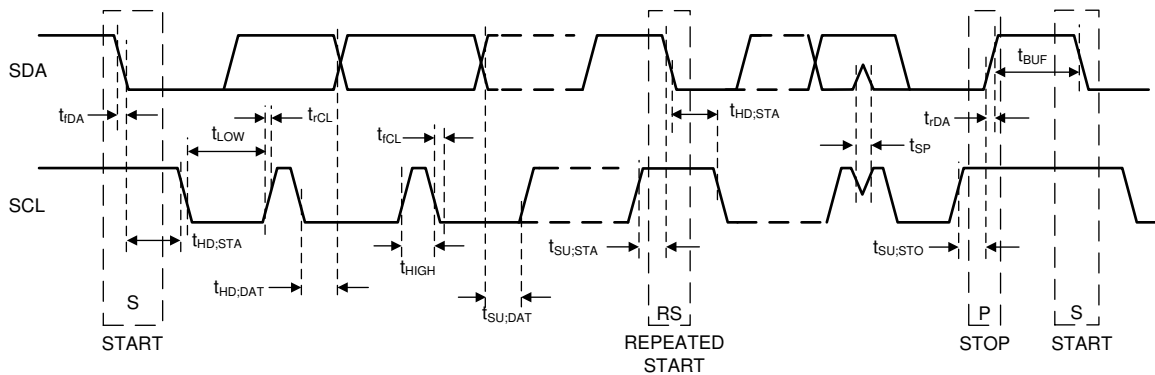 SDA
t_fDA
t_LOW
t_rCL
t_fCL
t_HD;STA
t_SP
t_BUF
t_rDA
SCL
t_HD;STA
t_HD;DAT
t_HIGH
t_SU;DAT
t_SU;STA
t_SU;STO
S
RS
P
S
START
REPEATED
START
STOP
START